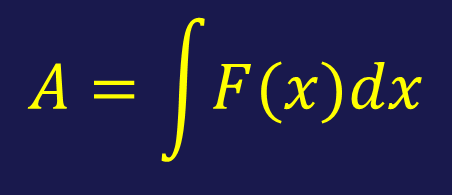 A = ∫ F(x)dx